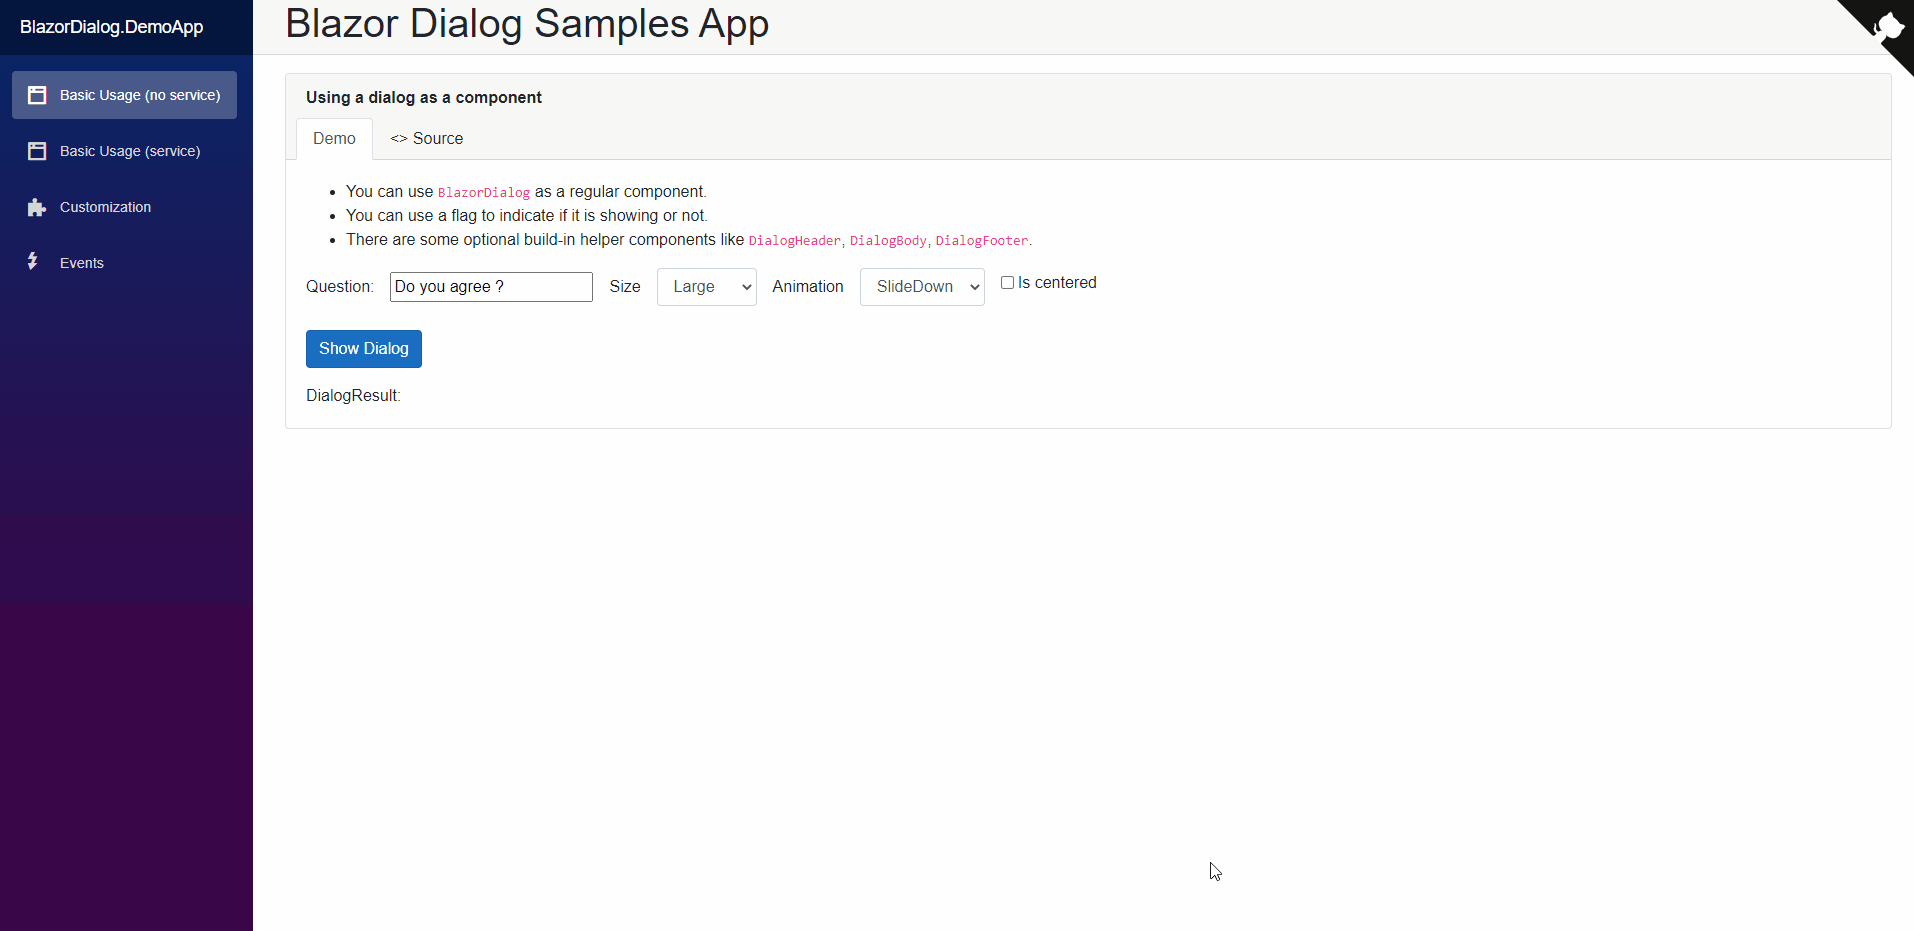 BlazorDialog.DemoApp
Blazor Dialog Samples App
Basic Usage (no service)
Basic Usage (service)
Customization
Events
Using a dialog as a component
Demo <> Source
• You can use BlazorDialog as a regular component.
• You can use a flag to indicate if it is showing or not.
• There are some optional build-in helper components like DialogHeader, DialogBody, DialogFooter.
Question: Do you agree ? Size Large Animation SlideDown Is centered
Show Dialog
DialogResult: